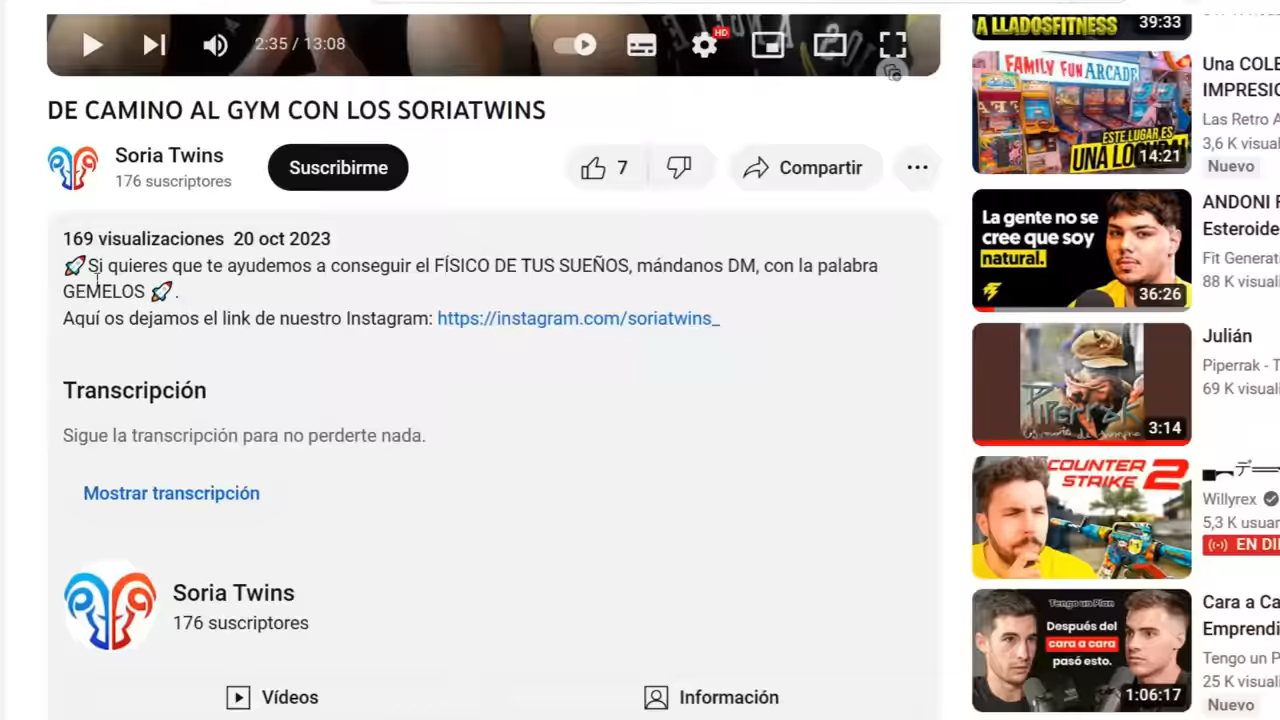 2:35 / 13:08
HD
DE CAMINO AL GYM CON LOS SORIATWINS
Soria Twins
176 suscriptores
Suscribirme
7
Compartir
169 visualizaciones 20 oct 2023
🚀Si quieres que te ayudemos a conseguir el FÍSICO DE TUS SUEÑOS, mándanos DM, con la palabra
GEMELOS 🚀.
Aquí os dejamos el link de nuestro Instagram: https://instagram.com/soriatwins_
Transcripción
Sigue la transcripción para no perderte nada.
Mostrar transcripción
Soria Twins
176 suscriptores
Vídeos
Información
A LLADOSFITNESS
39:33
FAMILY FUN ARCADE
ESTE LUGAR ES
UNA LOCURA
14:21
Una COLE
IMPRESIO
Las Retro A
3,6 K visual
Nuevo
La gente no se
cree que soy
natural.
36:26
ANDONI F
Esteroide
Fit Generati
88 K visuali
Piperrak
3:14
Julián
Piperrak - T
69 K visuali
COUNTER
STRIKE 2
Willyrex
5,3 K usuar
EN DI
Tengo un Plan
Después del
cara a cara
pasó esto.
1:06:17
Cara a Ca
Emprendi
Tengo un P
25 K visuali
Nuevo